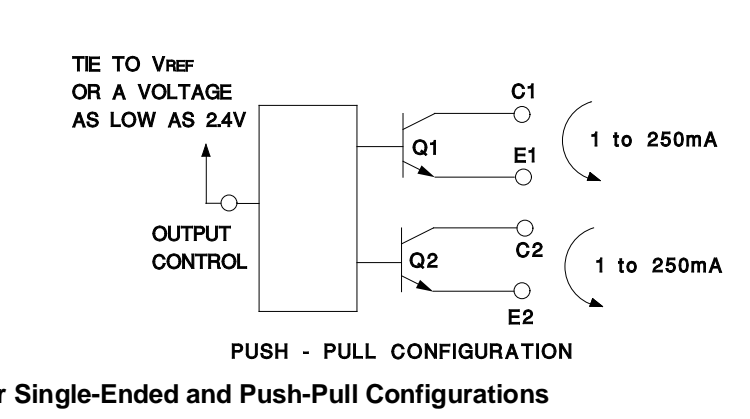 TIE TO VREF
OR A VOLTAGE
AS LOW AS 2.4V
OUTPUT
CONTROL
Q1
C1
E1
1 to 250mA
Q2
C2
E2
1 to 250mA
PUSH - PULL CONFIGURATION
r Single-Ended and Push-Pull Configurations